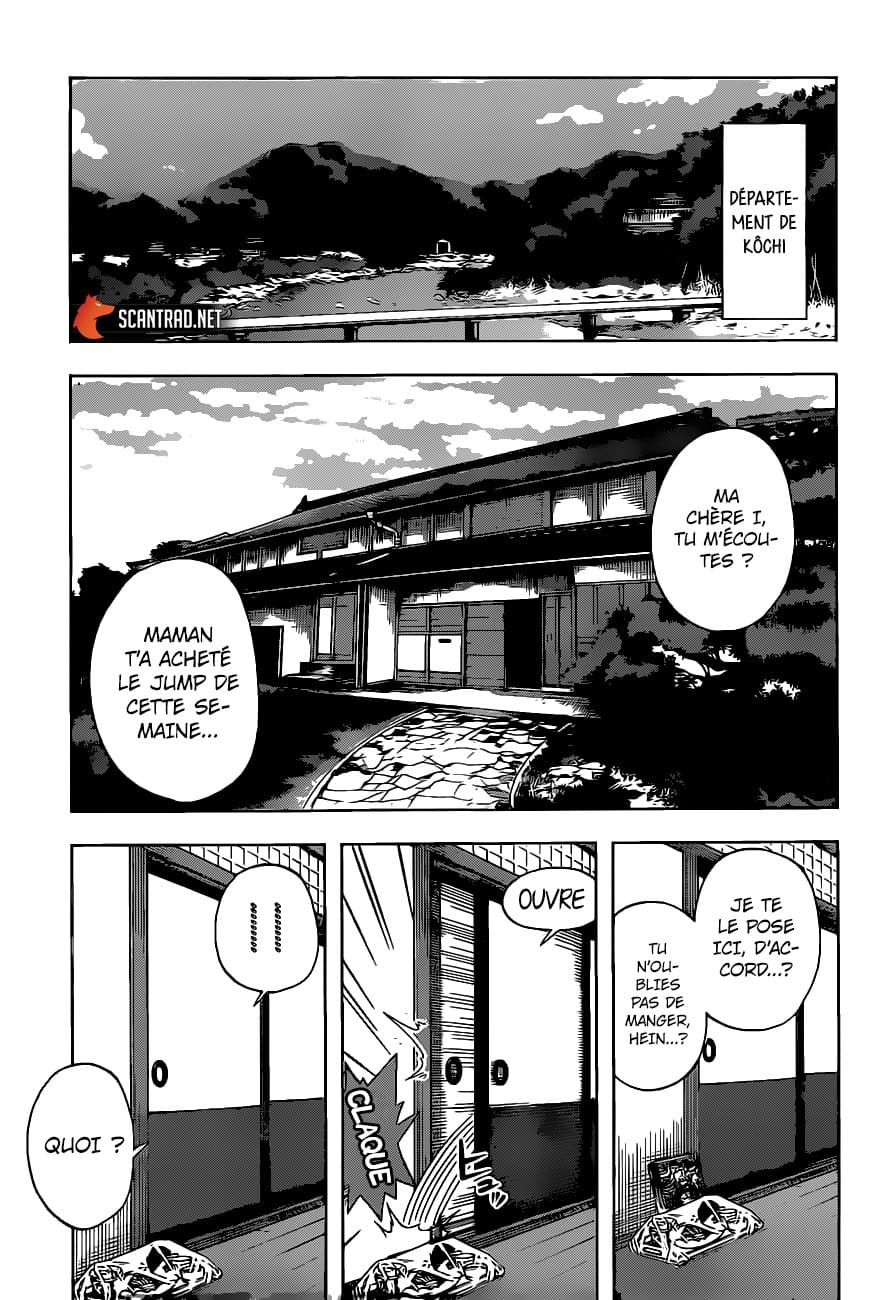 DÉPARTE-
MENT DE
KÔCHI
SCANTRAD.NET
MA
CHÈRE I,
TU M'ÉCOU-
TES ?
MAMAN
T'A ACHETÉ
LE JUMP DE
CETTE SE-
MAINE...
JE TE
LE POSE
ICI, D'AC-
CORD...?
TU
N'OU-
BLIES
PAS DE
MANGER,
HEIN...?
OUVRE
CLAQUE
QUOI ?